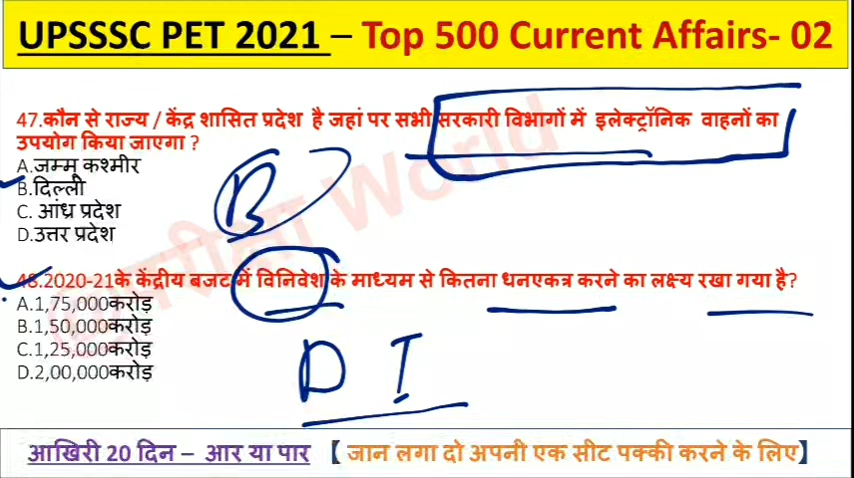 UPSSSC PET 2021 – Top 500 Current Affairs- 02
47.कौन से राज्य / केंद्र शासित प्रदेश है जहां पर सभी सरकारी विभागों में इलेक्ट्रॉनिक वाहनों का
उपयोग किया जाएगा ?
A.जम्मू कश्मीर
B.दिल्ली
C. आंध्र प्रदेश
D.उत्तर प्रदेश
B
48.2020-21के केंद्रीय बजट में विनिवेश के माध्यम से कितना धनएकत्र करने का लक्ष्य रखा गया है?
A.1,75,000करोड़
B.1,50,000करोड़
C.1,25,000करोड़
D.2,00,000करोड़
D I
@परीक्षा World
आखिरी 20 दिन – आर या पार 【 जान लगा दो अपनी एक सीट पक्की करने के लिए】